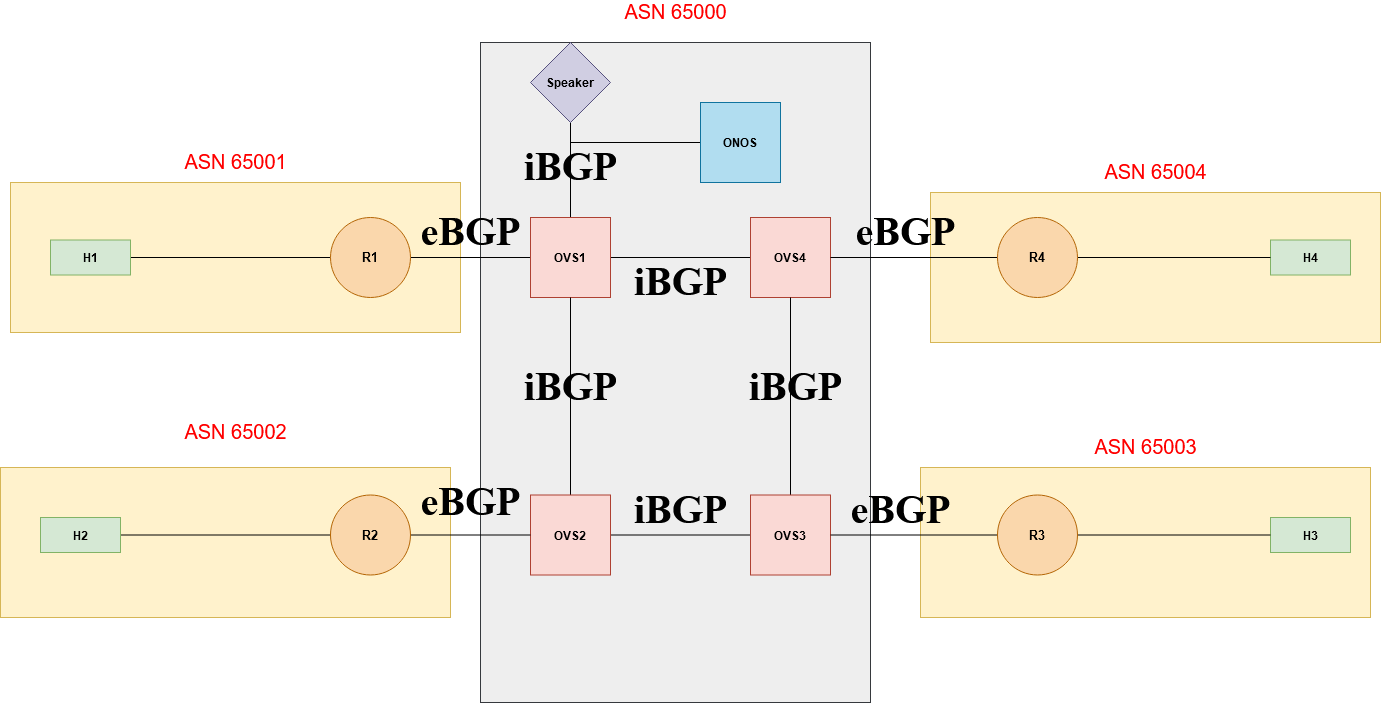 ASN 65000
Speaker
ONOS
iBGP
ASN 65001
ASN 65004
H1
R1
eBGP
OVS1
iBGP
OVS4
eBGP
R4
H4
iBGP
iBGP
ASN 65002
ASN 65003
H2
R2
eBGP
OVS2
iBGP
OVS3
eBGP
R3
H3